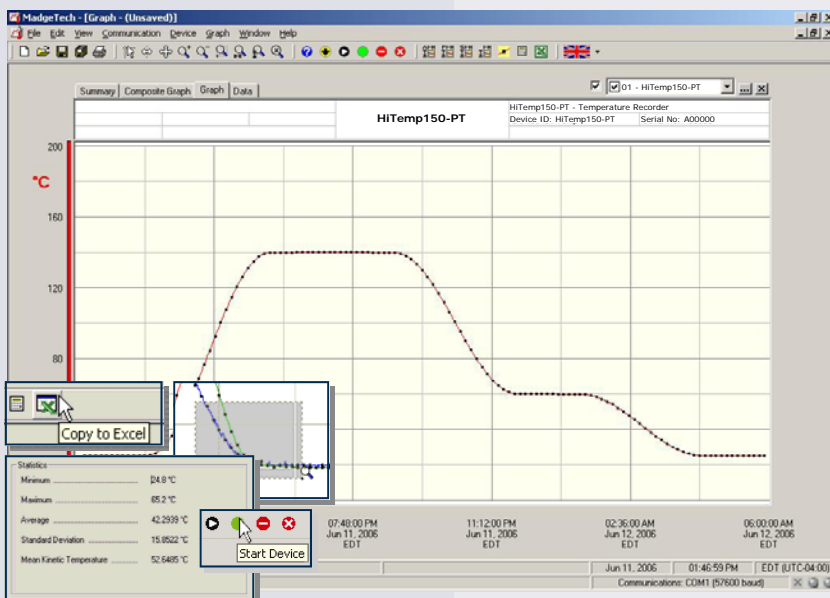 MadgeTech - [Graph - (Unsaved)]
File Edit View Communication Device Graph Window Help
Summary Composite Graph Graph Data
01 - HiTemp150-PT
HiTemp150-PT
HiTemp150-PT - Temperature Recorder
Device ID: HiTemp150-PT Serial No: A00000
200
°C
160
120
80
Copy to Excel
Statistics
Minimum 24.8 °C
Maximum 65.2 °C
Average 42.2939 °C
Standard Deviation 15.8522 °C
Mean Kinetic Temperature 52.6485 °C
Start Device
07:48:00 PM
Jun 11, 2006
EDT
11:12:00 PM
Jun 11, 2006
EDT
02:36:00 AM
Jun 12, 2006
EDT
06:00:00 AM
Jun 12, 2006
EDT
Jun 11, 2006 01:46:59 PM EDT (UTC-04:00)
Communications: COM1 (57600 baud)